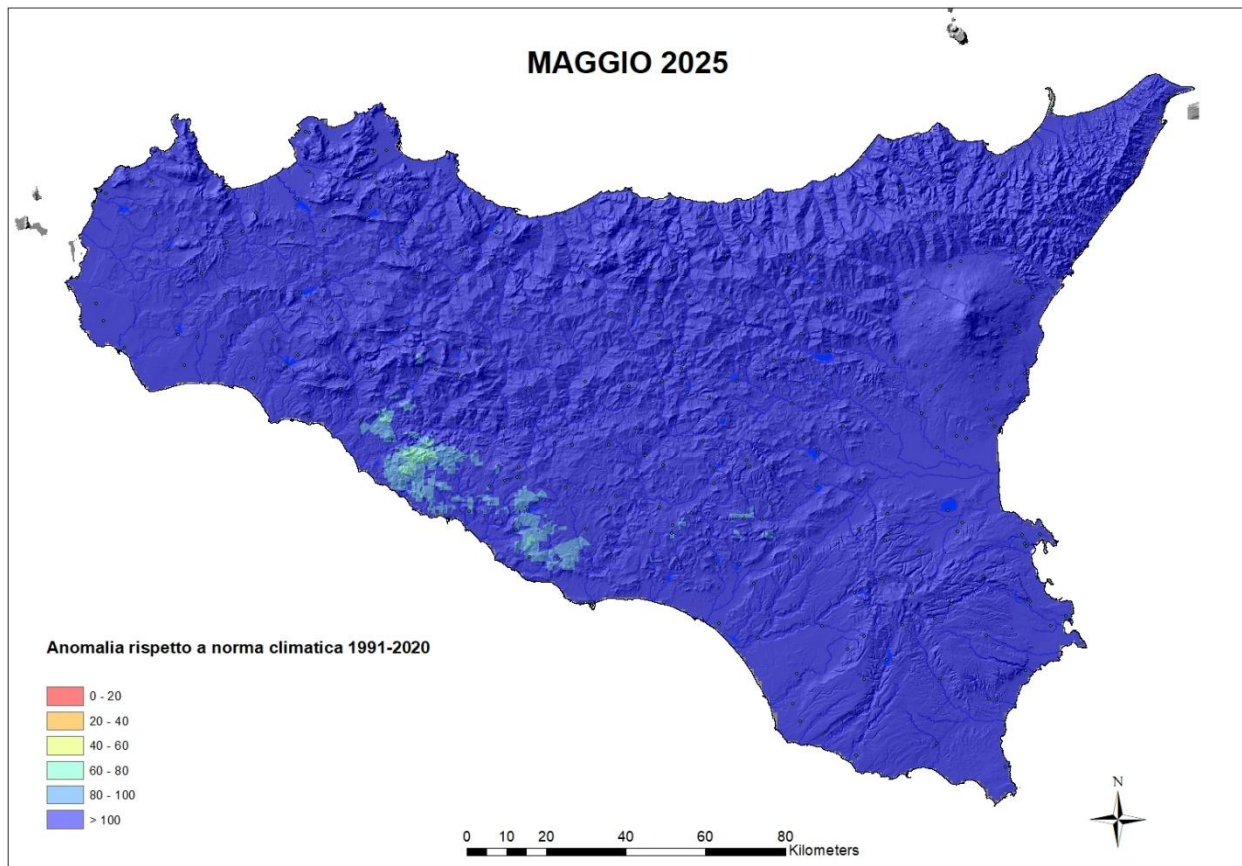 MAGGIO 2025
Anomalia rispetto a norma climatica 1991-2020
0 - 20
20 - 40
40 - 60
60 - 80
80 - 100
> 100
N
0 10 20 40 60 80
Kilometers